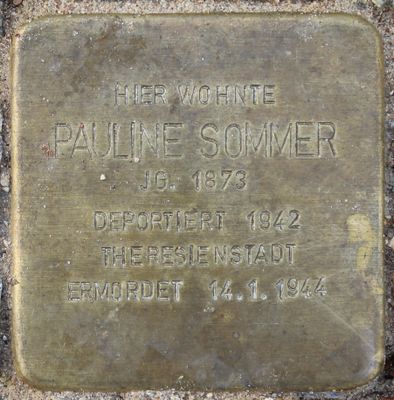 HIER WOHNTE
PAULINE SOMMER
JG. 1873
DEPORTIERT 1942
THERESIENSTADT
ERMORDET 14.1.1944